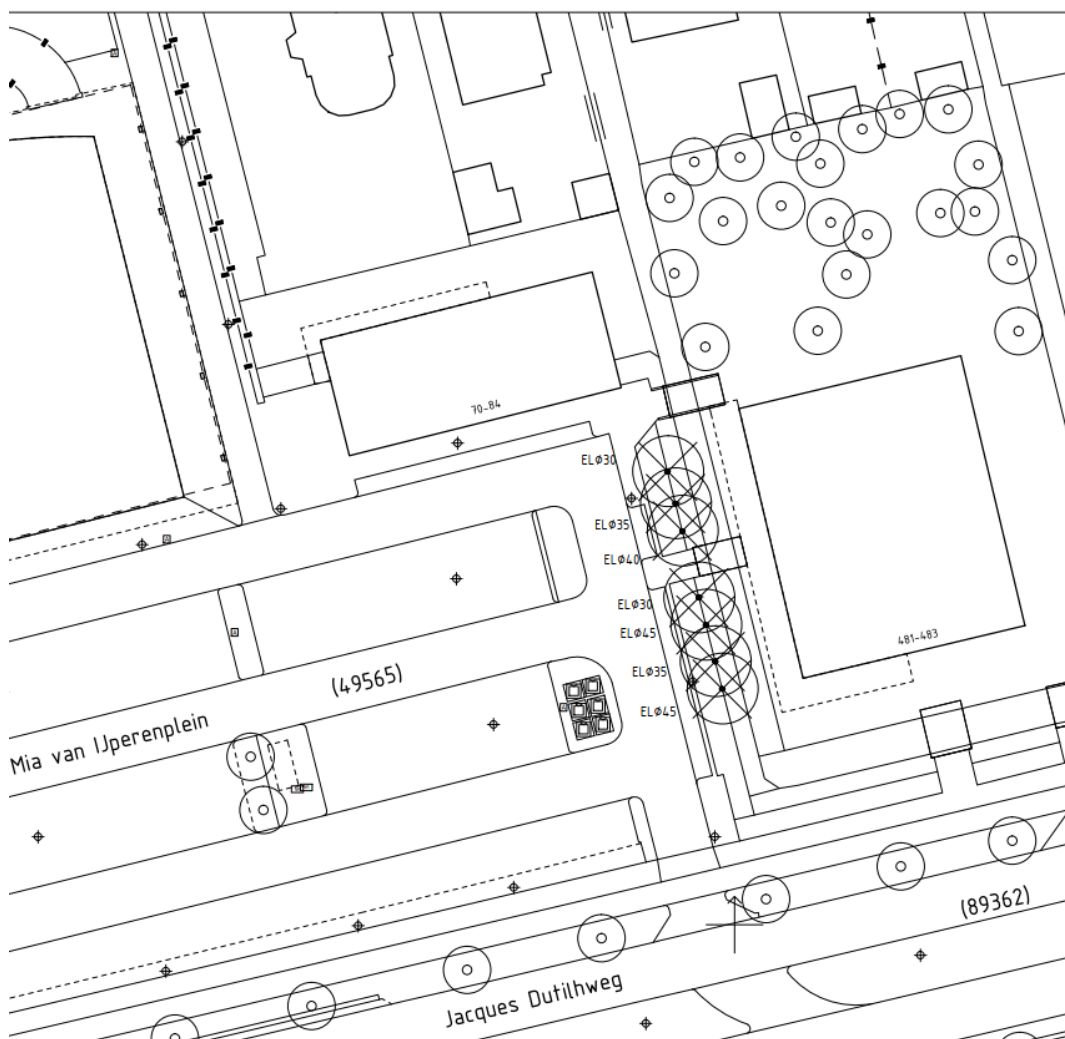 70-84
ELø30
ELø35
ELø40
ELø30
481-483
ELø45
ELø35
(49565)
ELø45
Mia van IJperenplein
(89362)
Jacques Dutilhweg